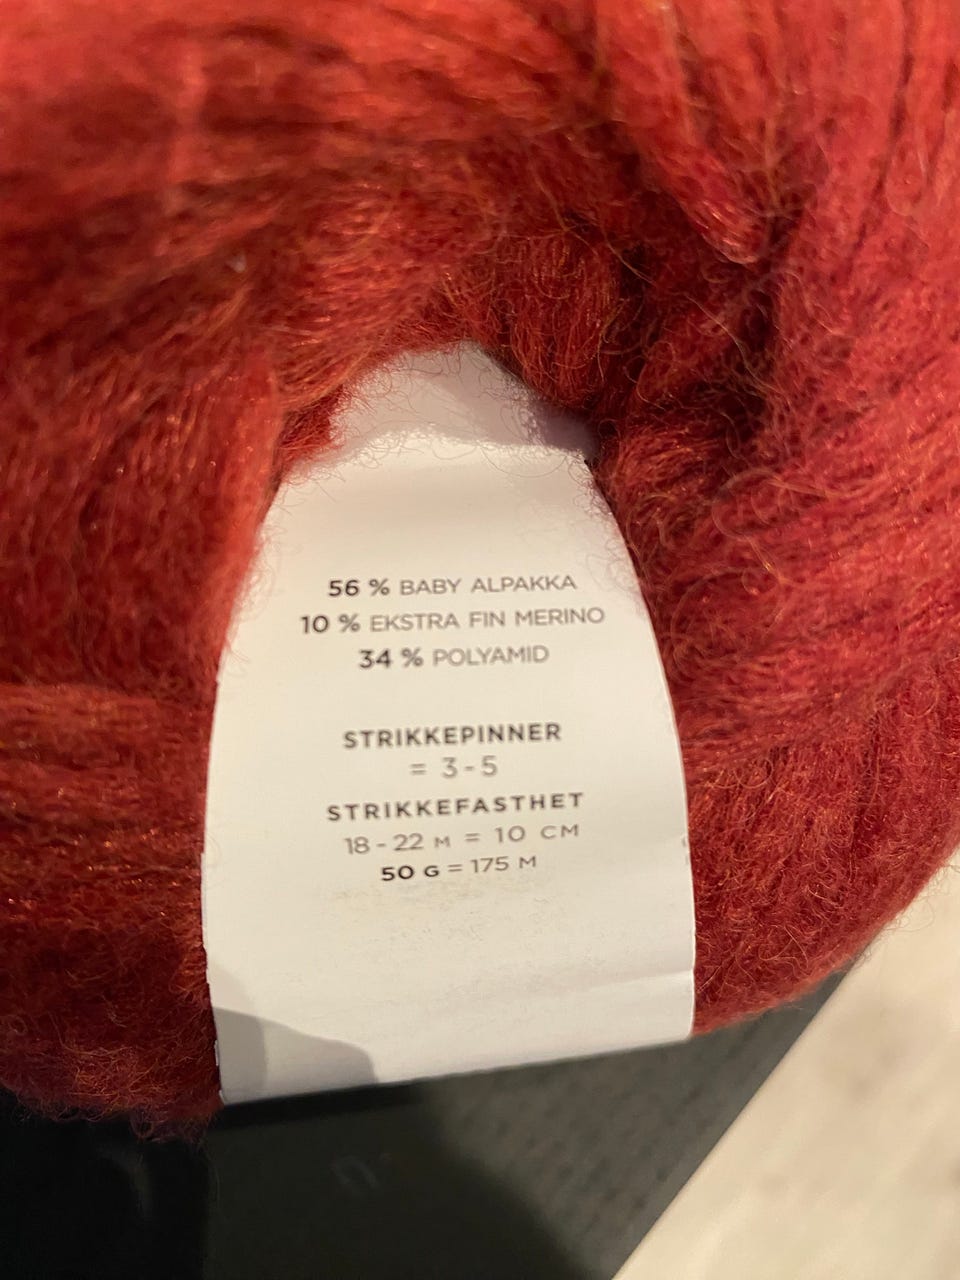 56 % BABY ALPAKKA
10 % EKSTRA FIN MERINO
34 % POLYAMID
STRIKKEPINNER
= 3-5
STRIKKEFASTHET
18-22 M = 10 CM
50 G = 175 M